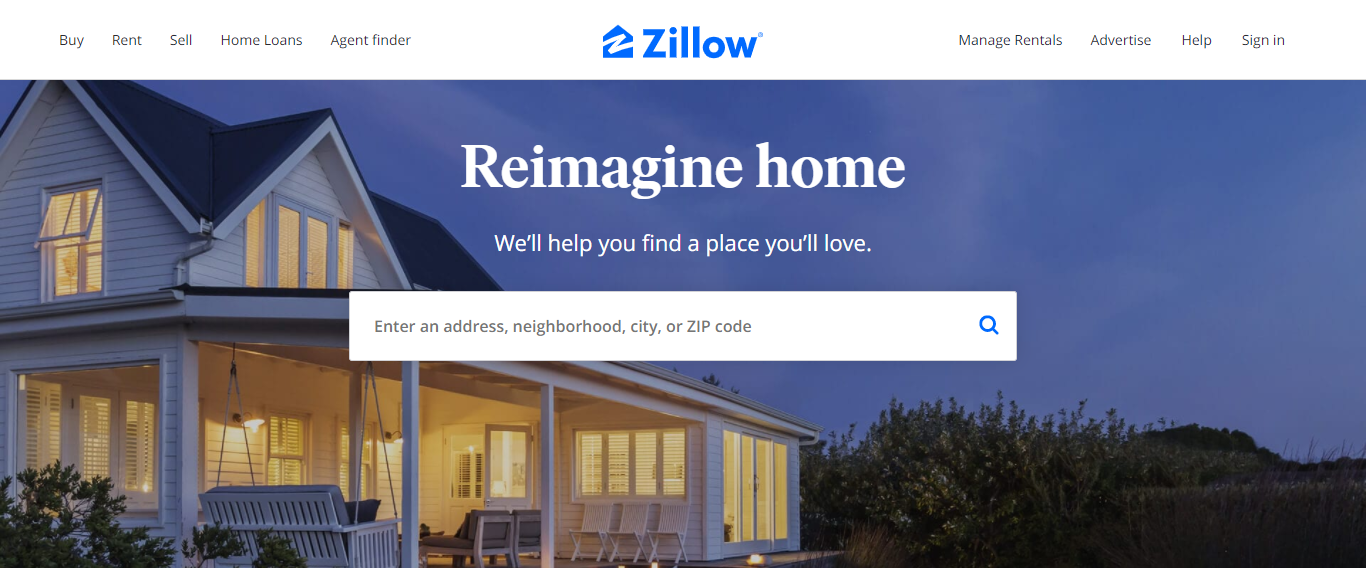 Buy Rent Sell Home Loans Agent finder Zillow® Manage Rentals Advertise Help Sign in
Reimagine home
We’ll help you find a place you’ll love.
Enter an address, neighborhood, city, or ZIP code